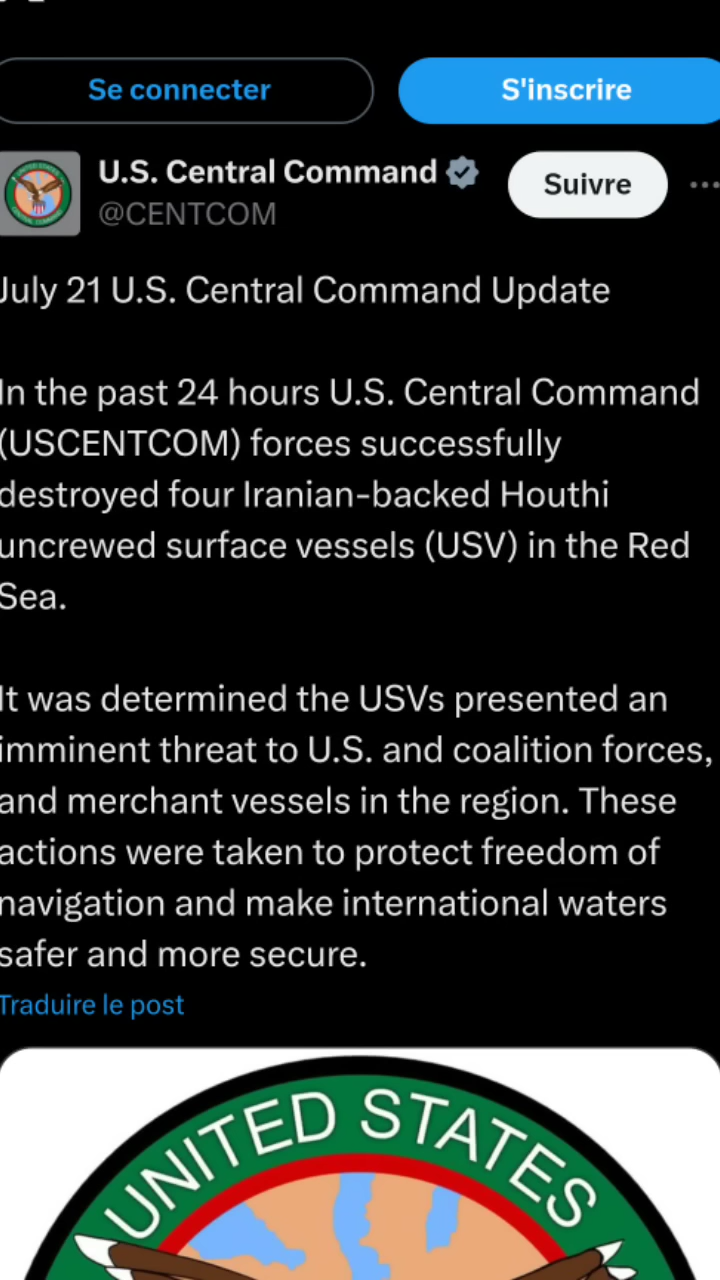 Se connecter
S'inscrire
U.S. Central Command
@CENTCOM
Suivre
July 21 U.S. Central Command Update
In the past 24 hours U.S. Central Command
(USCENTCOM) forces successfully
destroyed four Iranian-backed Houthi
uncrewed surface vessels (USV) in the Red
Sea.
It was determined the USVs presented an
imminent threat to U.S. and coalition forces,
and merchant vessels in the region. These
actions were taken to protect freedom of
navigation and make international waters
safer and more secure.
Traduire le post
UNITED STATES